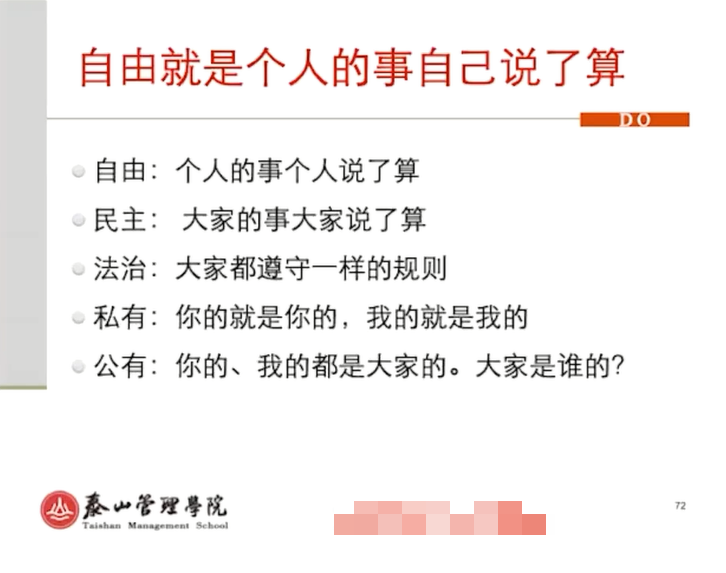 自由就是个人的事自己说了算
DO
自由：个人的事个人说了算
民主： 大家的事大家说了算
法治：大家都遵守一样的规则
私有：你的就是你的，我的就是我的
公有：你的、我的都是大家的。大家是谁的？
泰山管理學院
Taishan Management School
72